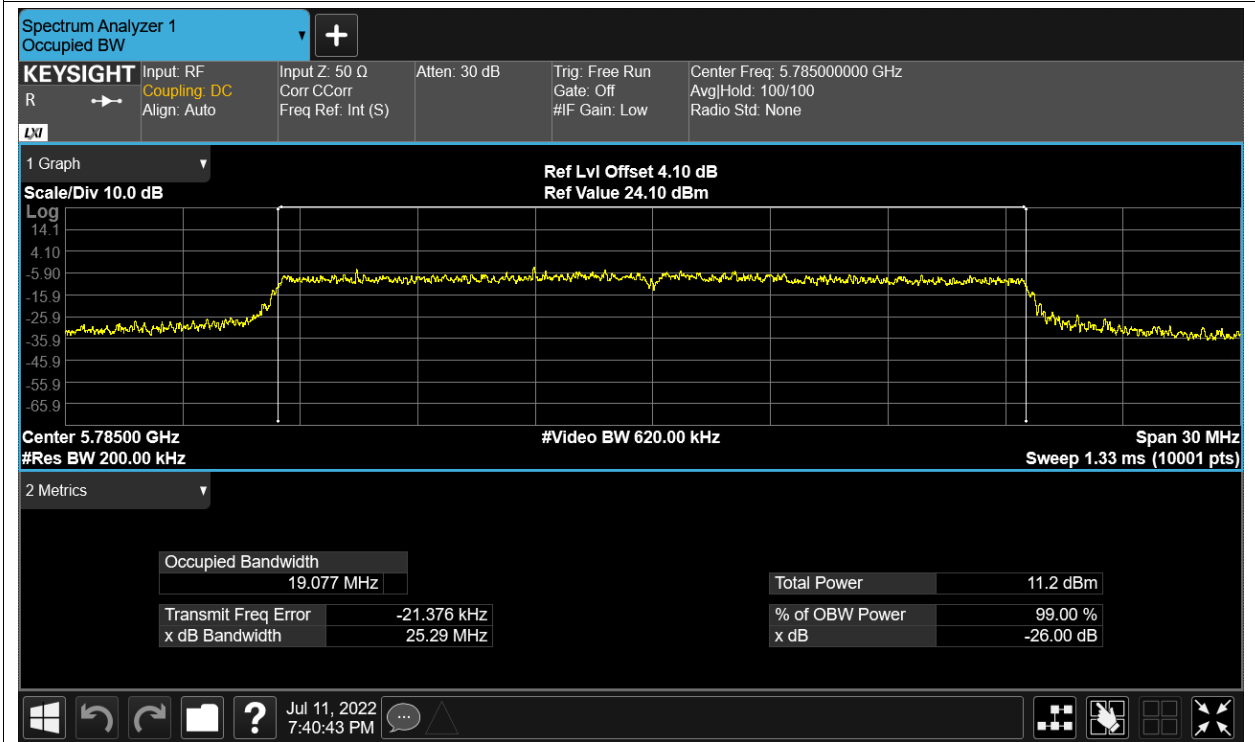 Spectrum Analyzer 1
Occupied BW
+
KEYSIGHT
R
LXI
Input: RF
Coupling: DC
Align: Auto
Input Z: 50 Ω
Corr CCorr
Freq Ref: Int (S)
Atten: 30 dB
Trig: Free Run
Gate: Off
#IF Gain: Low
Center Freq: 5.785000000 GHz
Avg|Hold: 100/100
Radio Std: None
1 Graph
Scale/Div 10.0 dB
Ref Lvl Offset 4.10 dB
Ref Value 24.10 dBm
Log
14.1
4.10
-5.90
-15.9
-25.9
-35.9
-45.9
-55.9
-65.9
Center 5.78500 GHz
#Res BW 200.00 kHz
#Video BW 620.00 kHz
Span 30 MHz
Sweep 1.33 ms (10001 pts)
2 Metrics
Occupied Bandwidth
19.077 MHz
Transmit Freq Error -21.376 kHz
x dB Bandwidth 25.29 MHz
Total Power 11.2 dBm
% of OBW Power 99.00 %
x dB -26.00 dB
?
Jul 11, 2022
7:40:43 PM